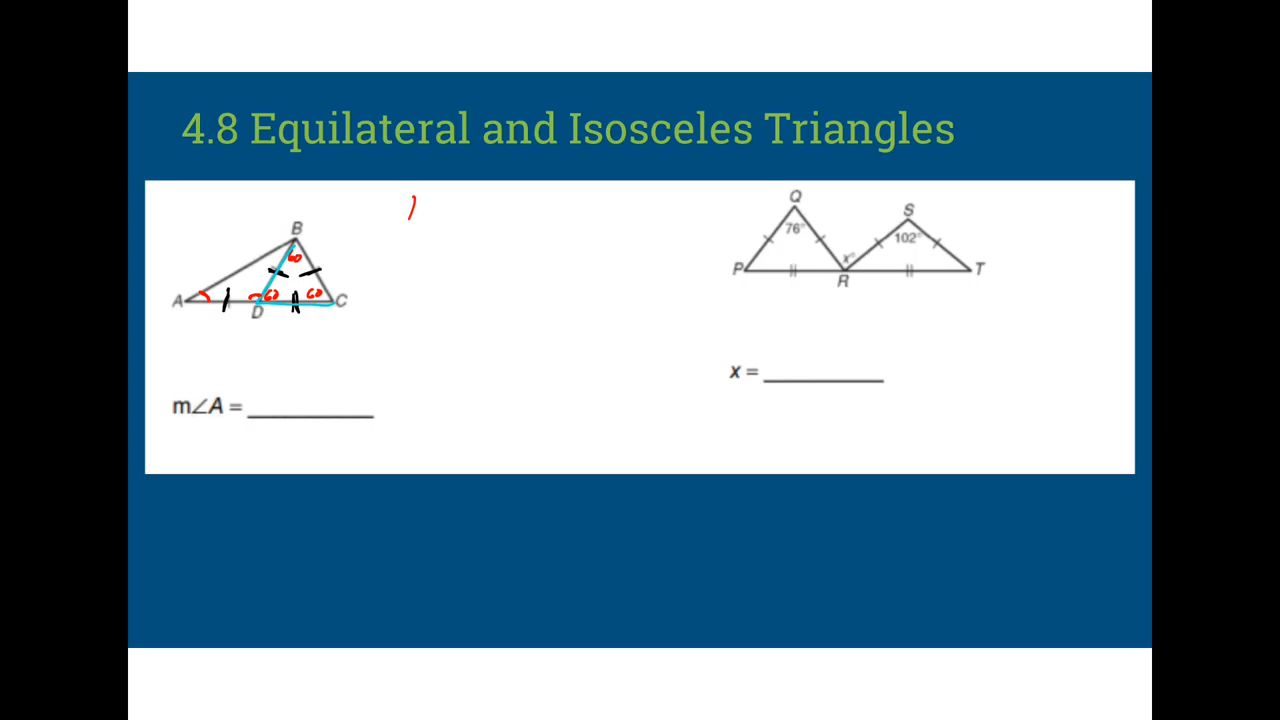 4.8 Equilateral and Isosceles Triangles
B
60
A
60
60
C
D
m∠A = ___________
Q
76°
S
102°
P
x°
R
T
x = ___________